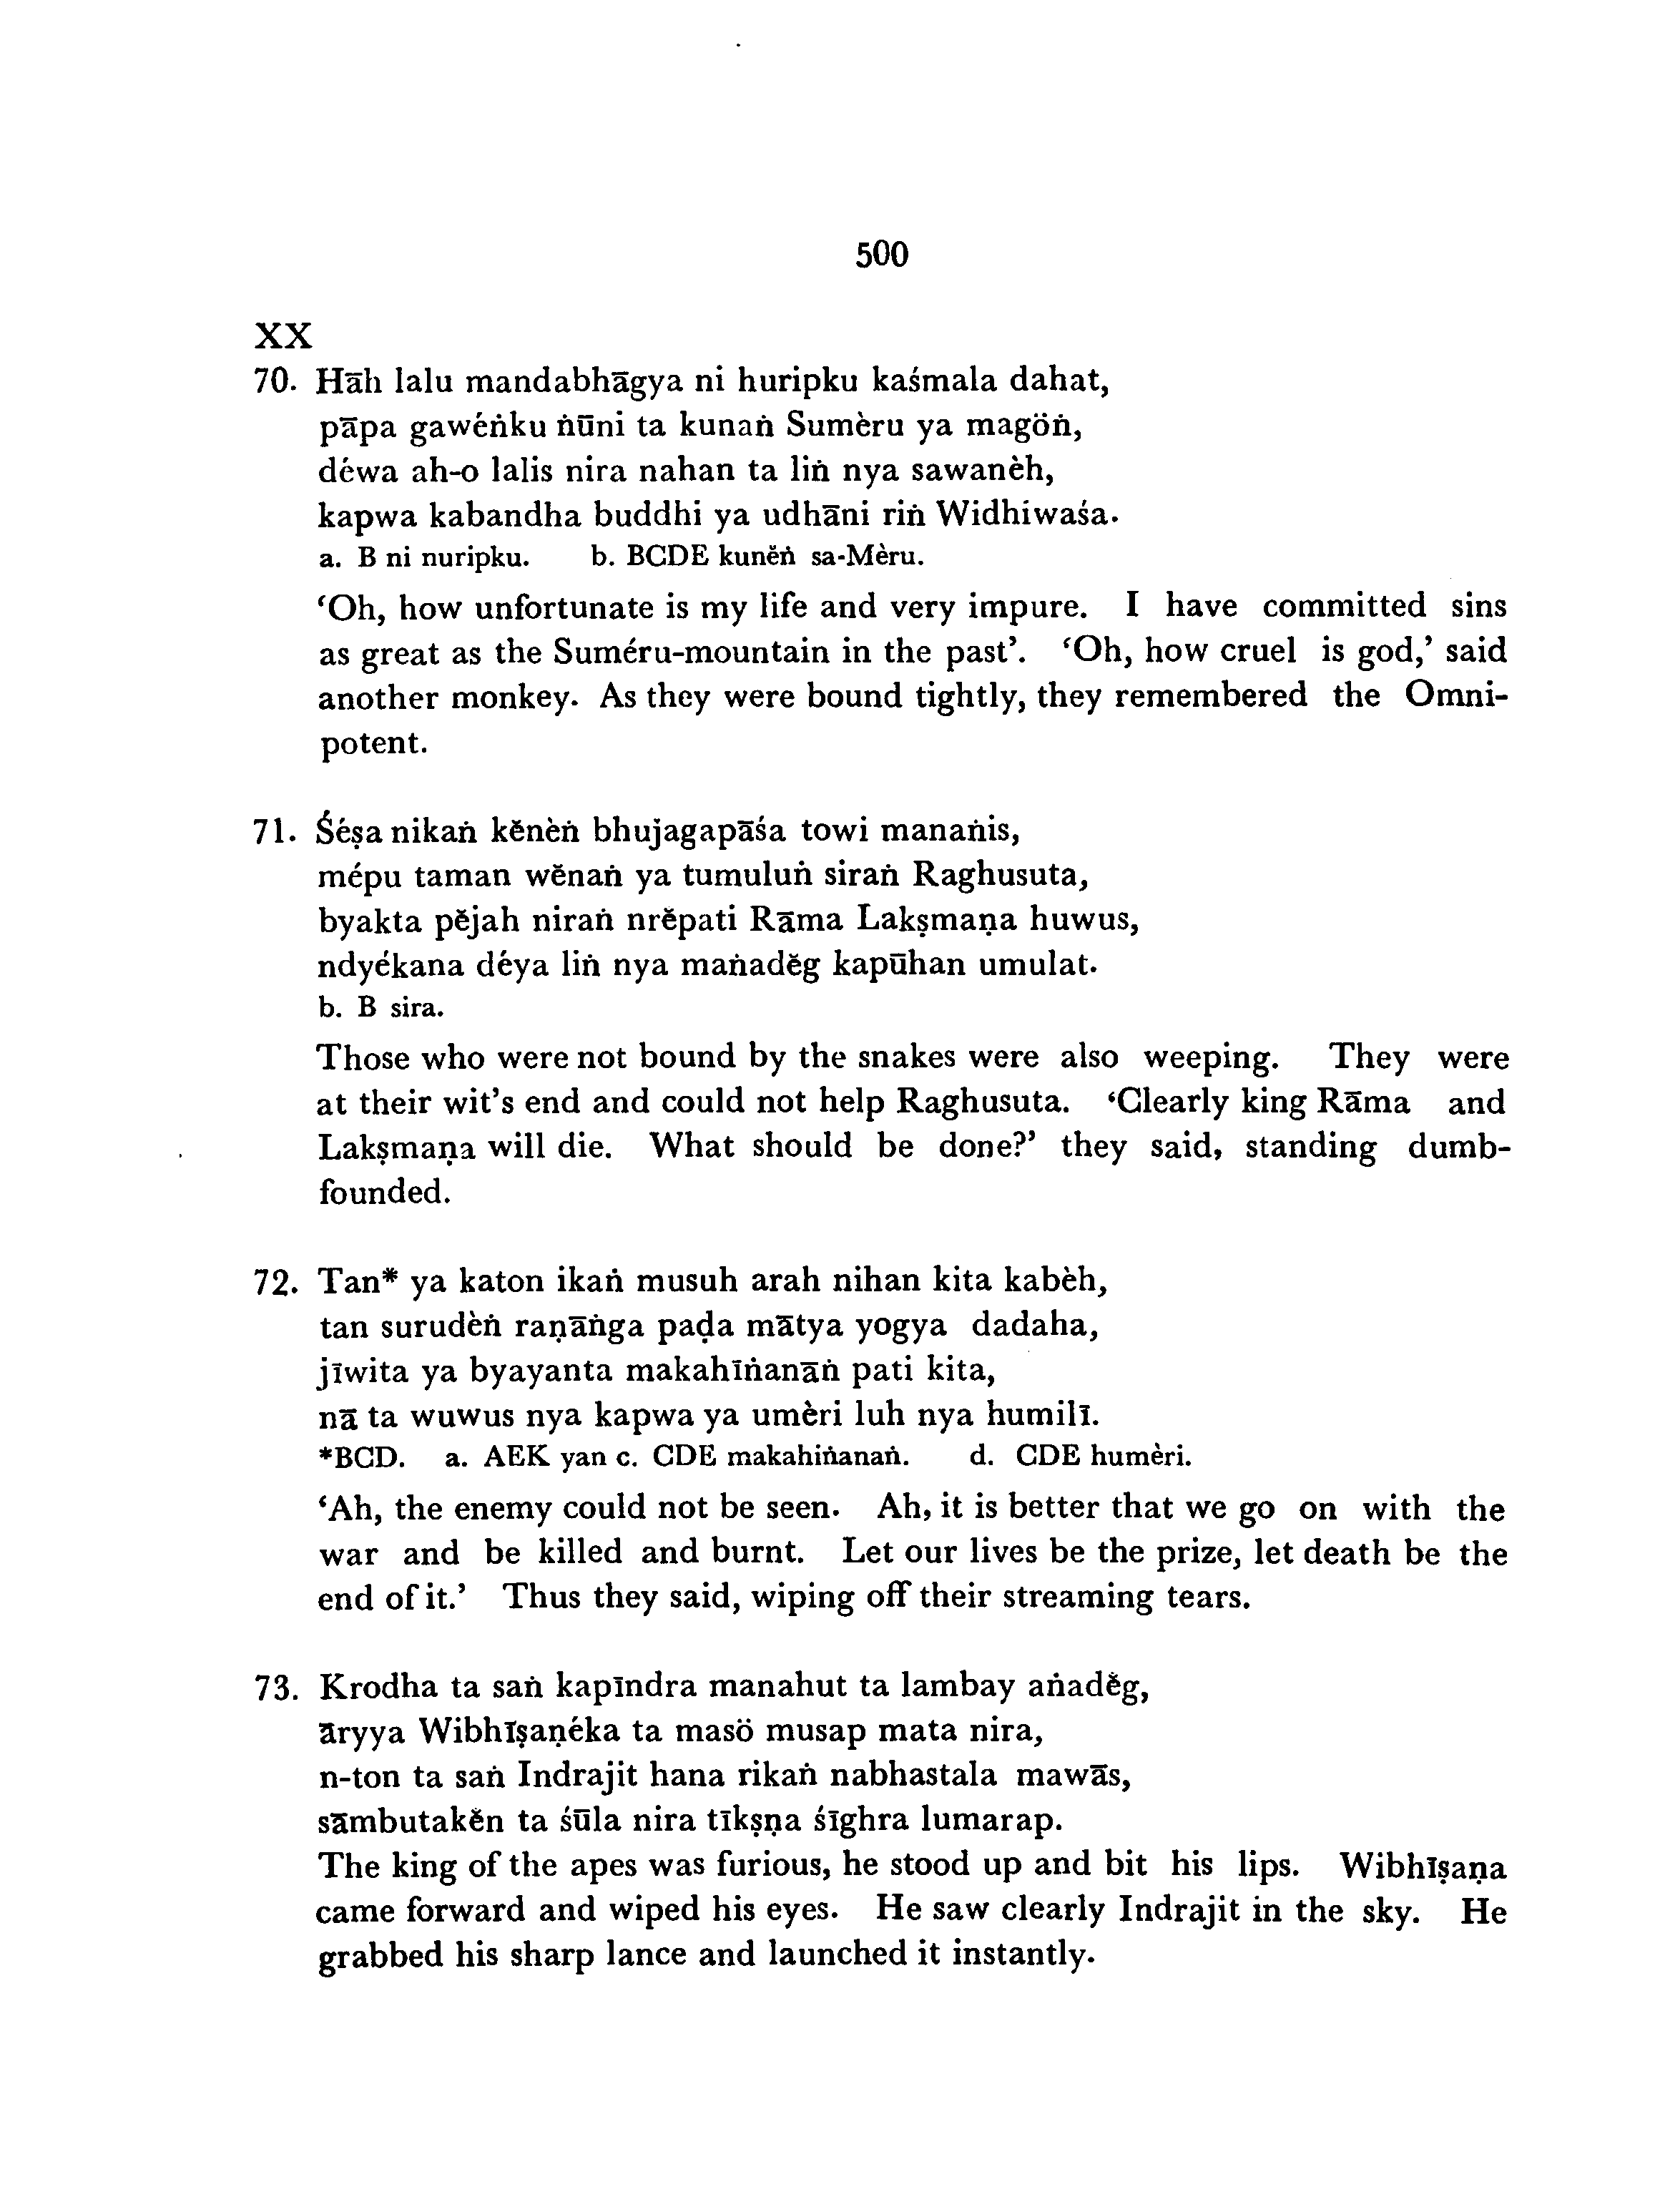 500
XX
70. Hāh lalu mandabhāgya ni huripku kaśmala dahat,
pāpa gawéṅku ṅūni ta kunaṅ Sumèru ya magöṅ,
déwa ah-o lalis nira nahan ta liṅ nya sawanèh,
kapwa kabandha buddhi ya udhāni riṅ Widhiwaśa.
a. B ni nuripku. b. BCDE kunĕṅ sa-Mèru.
‘Oh, how unfortunate is my life and very impure. I have committed sins
as great as the Suméru-mountain in the past’. ‘Oh, how cruel is god,’ said
another monkey. As they were bound tightly, they remembered the Omni-
potent.
71. Śéṣa nikaṅ kĕnèṅ bhujagapāśa towi manaṅis,
mépu taman wĕnaṅ ya tumuluṅ siraṅ Raghusuta,
byakta pĕjah niraṅ nrĕpati Rāma Lakṣmaṇa huwus,
ndyékana déya liṅ nya maṅadĕg kapūhan umulat.
b. B sira.
Those who were not bound by the snakes were also weeping. They were
at their wit’s end and could not help Raghusuta. ‘Clearly king Rāma and
Lakṣmaṇa will die. What should be done?’ they said, standing dumb-
founded.
72. Tan* ya katon ikaṅ musuh arah nihan kita kabèh,
tan surudèṅ raṇāṅga paḍa mātya yogya dadaha,
jīwita ya byayanta makahīṅanāṅ pati kita,
nā ta wuwus nya kapwa ya umèri luh nya humilī.
*BCD. a. AEK yan c. CDE makahiṅanaṅ. d. CDE humèri.
‘Ah, the enemy could not be seen. Ah, it is better that we go on with the
war and be killed and burnt. Let our lives be the prize, let death be the
end of it.’ Thus they said, wiping off their streaming tears.
73. Krodha ta saṅ kapīndra manahut ta lambay aṅadĕg,
āryya Wibhīṣaṇéka ta masö musap mata nira,
n-ton ta saṅ Indrajit hana rikaṅ nabhastala mawās,
sāmbutakĕn ta śūla nira tīkṣṇa śīghra lumarap.
The king of the apes was furious, he stood up and bit his lips. Wibhīṣaṇa
came forward and wiped his eyes. He saw clearly Indrajit in the sky. He
grabbed his sharp lance and launched it instantly.